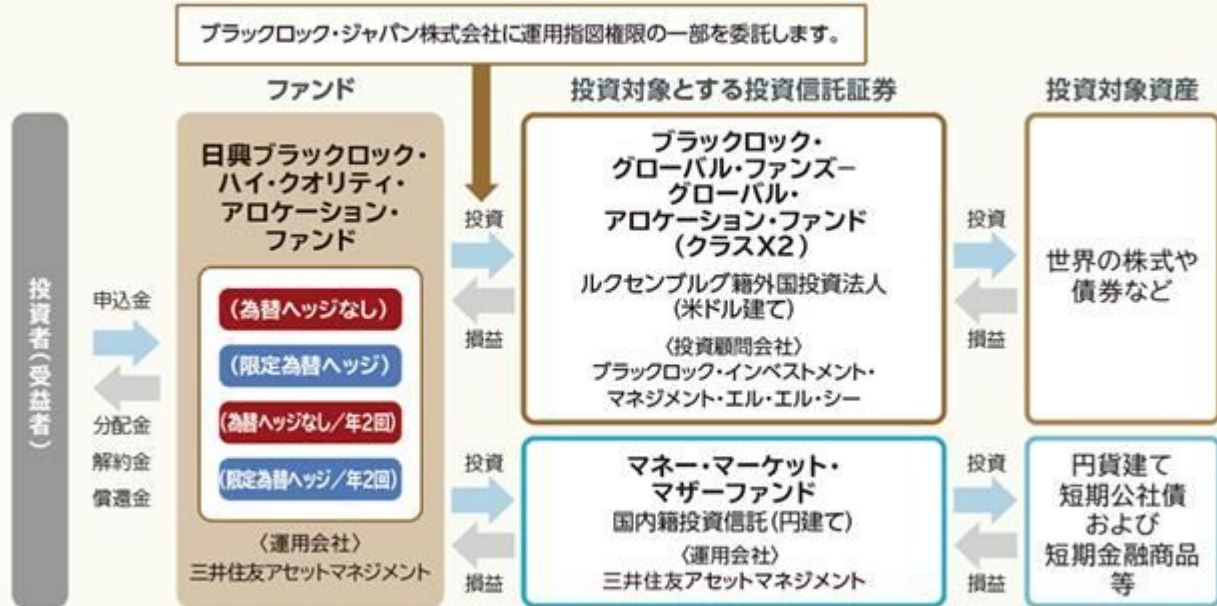 ブラックロック・ジャパン株式会社に運用指図権限の一部を委託します。
ファンド
投資対象とする投資信託証券
投資対象資産
投資者(受益者)
申込金
分配金
解約金
償還金
日興ブラックロック・
ハイ・クオリティ・
アロケーション・
ファンド
(為替ヘッジなし)
(限定為替ヘッジ)
(為替ヘッジなし/年2回)
(限定為替ヘッジ/年2回)
〈運用会社〉
三井住友アセットマネジメント
投資
損益
ブラックロック・
グローバル・ファンズー
グローバル・
アロケーション・ファンド
(クラスX2)
ルクセンブルグ籍外国投資法人
(米ドル建て)
〈投資顧問会社〉
ブラックロック・インベストメント・
マネジメント・エル・エル・シー
投資
損益
世界の株式や
債券など
投資
損益
マネー・マーケット・
マザーファンド
国内籍投資信託(円建て)
〈運用会社〉
三井住友アセットマネジメント
投資
損益
円貨建て
短期公社債
および
短期金融商品
等